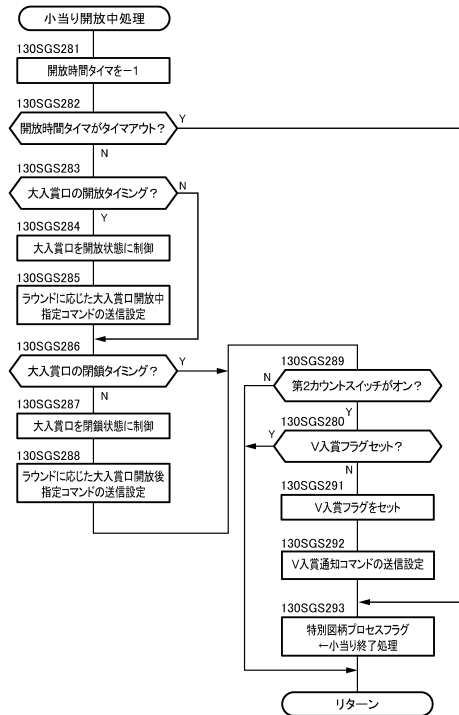 小当り開放中処理
130SGS281
開放時間タイマを－1
130SGS282
開放時間タイマがタイマアウト？
Y
N
130SGS283
大入賞口の開放タイミング？
N
Y
130SGS284
大入賞口を開放状態に制御
130SGS285
ラウンドに応じた大入賞口開放中
指定コマンドの送信設定
130SGS286
大入賞口の閉鎖タイミング？
Y
N
130SGS287
大入賞口を閉鎖状態に制御
130SGS288
ラウンドに応じた大入賞口開放後
指定コマンドの送信設定
130SGS289
N
第2カウントスイッチがオン？
Y
130SGS280
Y
V入賞フラグセット？
N
130SGS291
V入賞フラグをセット
130SGS292
V入賞通知コマンドの送信設定
130SGS293
特別図柄プロセスフラグ
←小当り終了処理
リターン